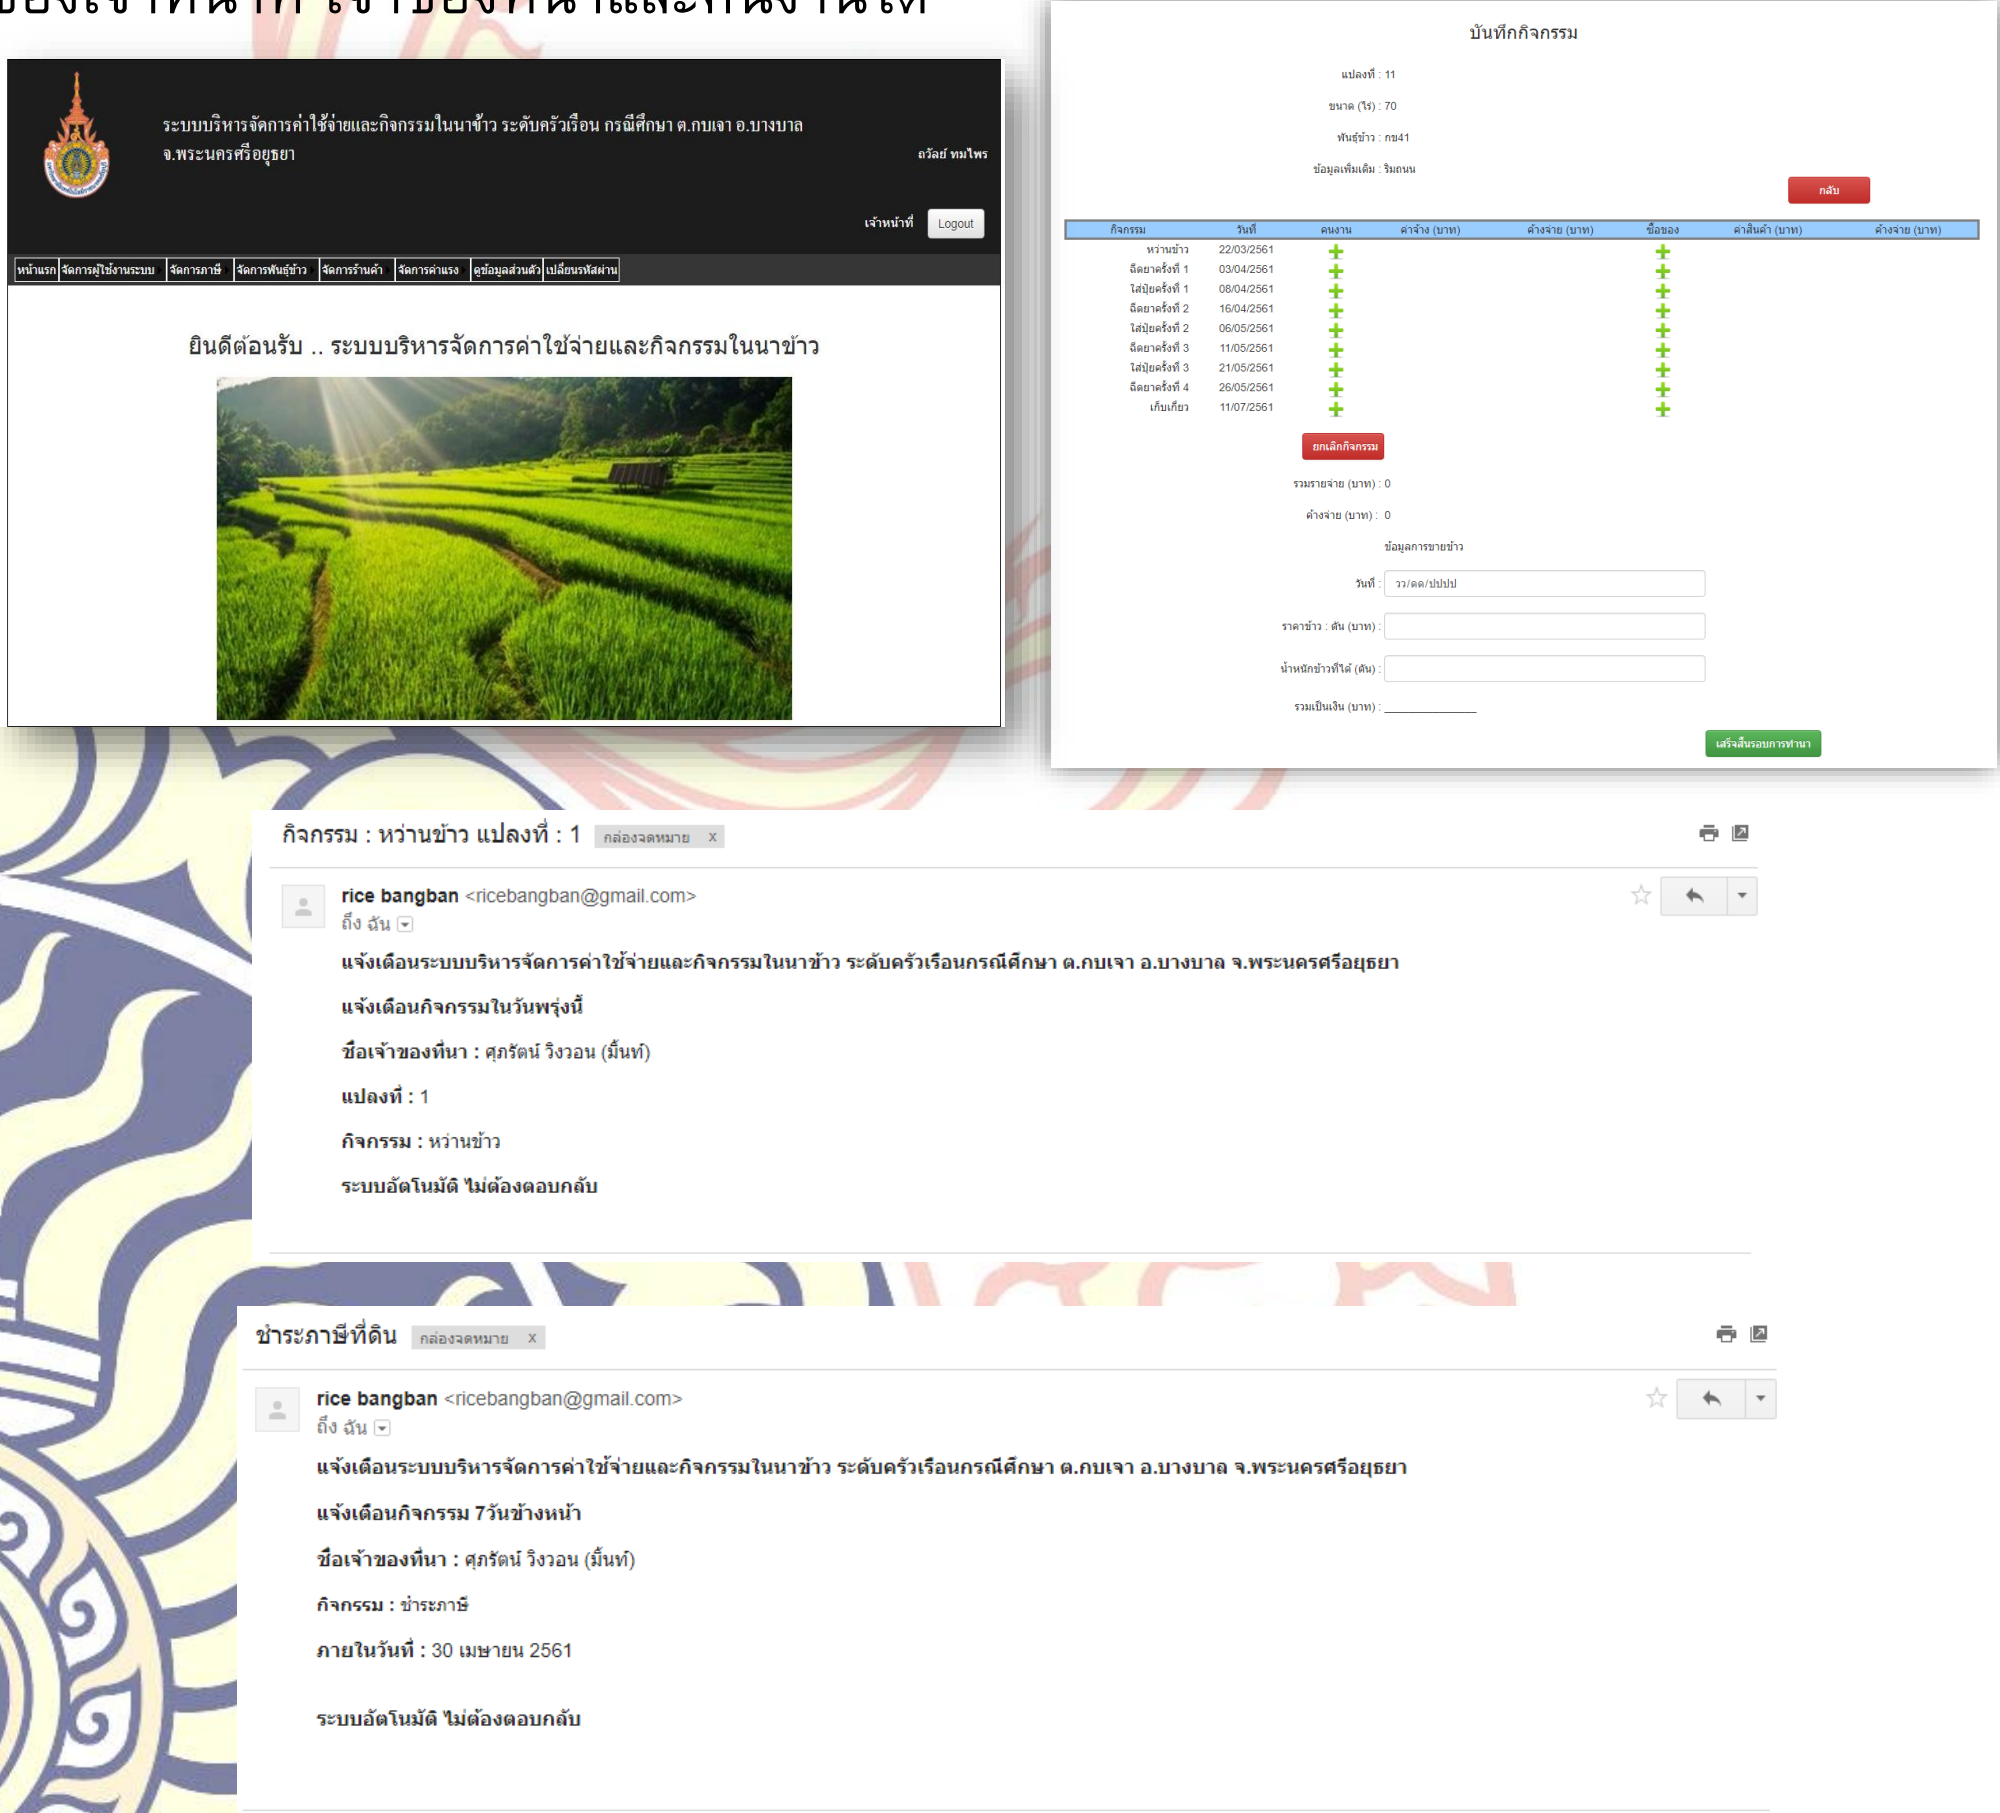 ของเจ้าหน้าที่ เจ้าของที่นาและคนงานได้
ระบบบริหารจัดการค่าใช้จ่ายและกิจกรรมในนาข้าว ระดับครัวเรือน กรณีศึกษา ต.กบเจา อ.บางบาล
จ.พระนครศรีอยุธยา
ถวัลย์ ทมไพร
เจ้าหน้าที่ Logout
หน้าแรก จัดการผู้ใช้งานระบบ จัดการภาษี จัดการพันธุ์ข้าว จัดการร้านค้า จัดการค่าแรง ดูข้อมูลส่วนตัว เปลี่ยนรหัสผ่าน
ยินดีต้อนรับ .. ระบบบริหารจัดการค่าใช้จ่ายและกิจกรรมในนาข้าว
บันทึกกิจกรรม
แปลงที่ : 11
ขนาด (ไร่) : 70
พันธุ์ข้าว : กข41
ข้อมูลเพิ่มเติม : ริมถนน
กลับ
กิจกรรม วันที่ คนงาน ค่าจ้าง (บาท) ค้างจ่าย (บาท) ซื้อของ ค่าสินค้า (บาท) ค้างจ่าย (บาท)
หว่านข้าว 22/03/2561
ฉีดยาครั้งที่ 1 03/04/2561
ใส่ปุ๋ยครั้งที่ 1 08/04/2561
ฉีดยาครั้งที่ 2 16/04/2561
ใส่ปุ๋ยครั้งที่ 2 06/05/2561
ฉีดยาครั้งที่ 3 11/05/2561
ใส่ปุ๋ยครั้งที่ 3 21/05/2561
ฉีดยาครั้งที่ 4 26/05/2561
เก็บเกี่ยว 11/07/2561
ยกเลิกกิจกรรม
รวมรายจ่าย (บาท) : 0
ค้างจ่าย (บาท) : 0
ข้อมูลการขายข้าว
วันที่ : วว/ดด/ปปปป
ราคาข้าว : ตัน (บาท) :
น้ำหนักข้าวที่ได้ (ตัน) :
รวมเป็นเงิน (บาท) :
เสร็จสิ้นรอบการทำนา
กิจกรรม : หว่านข้าว แปลงที่ : 1 กล่องจดหมาย x
rice bangban <ricebangban@gmail.com>
ถึง ฉัน
แจ้งเตือนระบบบริหารจัดการค่าใช้จ่ายและกิจกรรมในนาข้าว ระดับครัวเรือนกรณีศึกษา ต.กบเจา อ.บางบาล จ.พระนครศรีอยุธยา
แจ้งเตือนกิจกรรมในวันพรุ่งนี้
ชื่อเจ้าของที่นา : ศุภรัตน์ วิงวอน (มิ้นท์)
แปลงที่ : 1
กิจกรรม : หว่านข้าว
ระบบอัตโนมัติ ไม่ต้องตอบกลับ
ชำระภาษีที่ดิน กล่องจดหมาย x
rice bangban <ricebangban@gmail.com>
ถึง ฉัน
แจ้งเตือนระบบบริหารจัดการค่าใช้จ่ายและกิจกรรมในนาข้าว ระดับครัวเรือนกรณีศึกษา ต.กบเจา อ.บางบาล จ.พระนครศรีอยุธยา
แจ้งเตือนกิจกรรม 7วันข้างหน้า
ชื่อเจ้าของที่นา : ศุภรัตน์ วิงวอน (มิ้นท์)
กิจกรรม : ชำระภาษี
ภายในวันที่ : 30 เมษายน 2561
ระบบอัตโนมัติ ไม่ต้องตอบกลับ